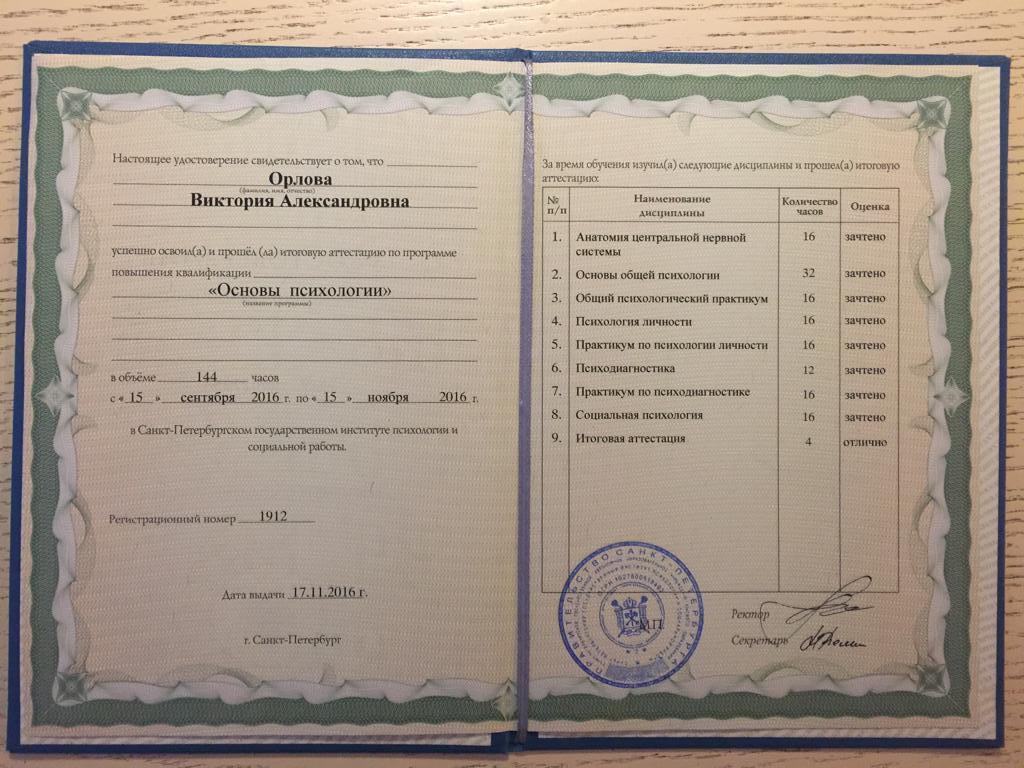 Настоящее удостоверение свидетельствует о том, что
Орлова
(фамилия, имя, отчество)
Виктория Александровна
успешно освоил(а) и прошёл (ла) итоговую аттестацию по программе
повышения квалификации
«Основы психологии»
(название программы)
в объёме 144 часов
с « 15 » сентября 2016 г. по « 15 » ноября 2016 г.
в Санкт-Петербургском государственном институте психологии и
социальной работы.
Регистрационный номер 1912
Дата выдачи 17.11.2016 г.
г. Санкт-Петербург
За время обучения изучил(а) следующие дисциплины и прошел(а) итоговую
аттестацию:
№ п/п Наименование дисциплины Количество часов Оценка
1. Анатомия центральной нервной 16 зачтено
системы
2. Основы общей психологии 32 зачтено
3. Общий психологический практикум 16 зачтено
4. Психология личности 16 зачтено
5. Практикум по психологии личности 16 зачтено
6. Психодиагностика 12 зачтено
7. Практикум по психодиагностике 16 зачтено
8. Социальная психология 16 зачтено
9. Итоговая аттестация 4 отлично
ПРАВИТЕЛЬСТВО САНКТ-ПЕТЕРБУРГА
М.П.
Ректор
Секретарь